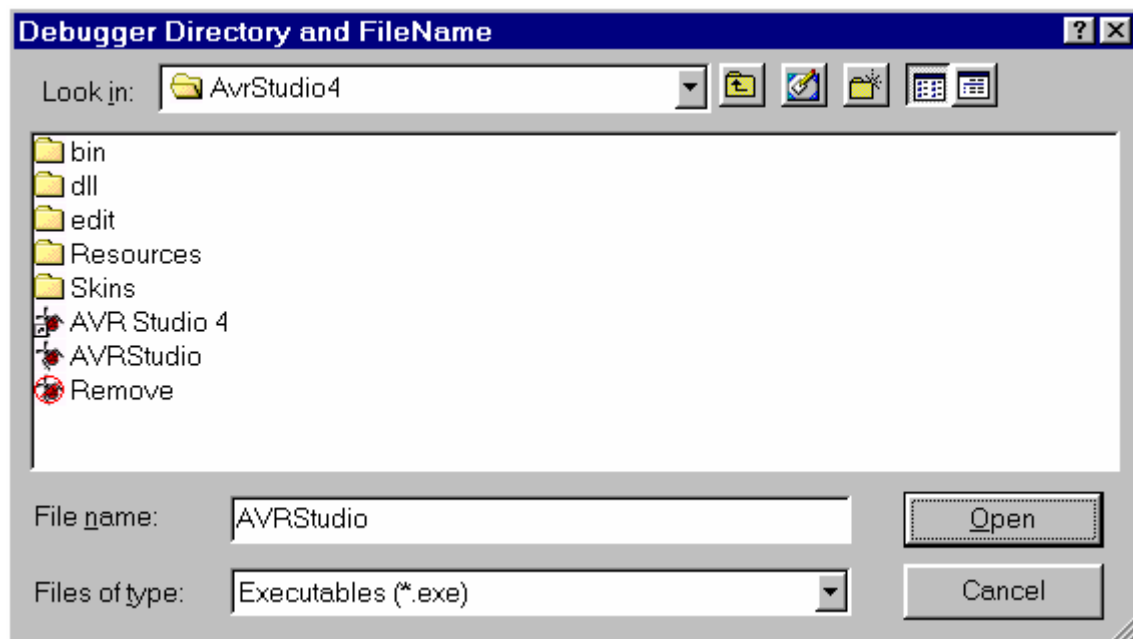 Debugger Directory and FileName
Look in: AvrStudio4
bin
dll
edit
Resources
Skins
AVR Studio 4
AVRStudio
Remove
File name: AVRStudio Open
Files of type: Executables (*.exe) Cancel